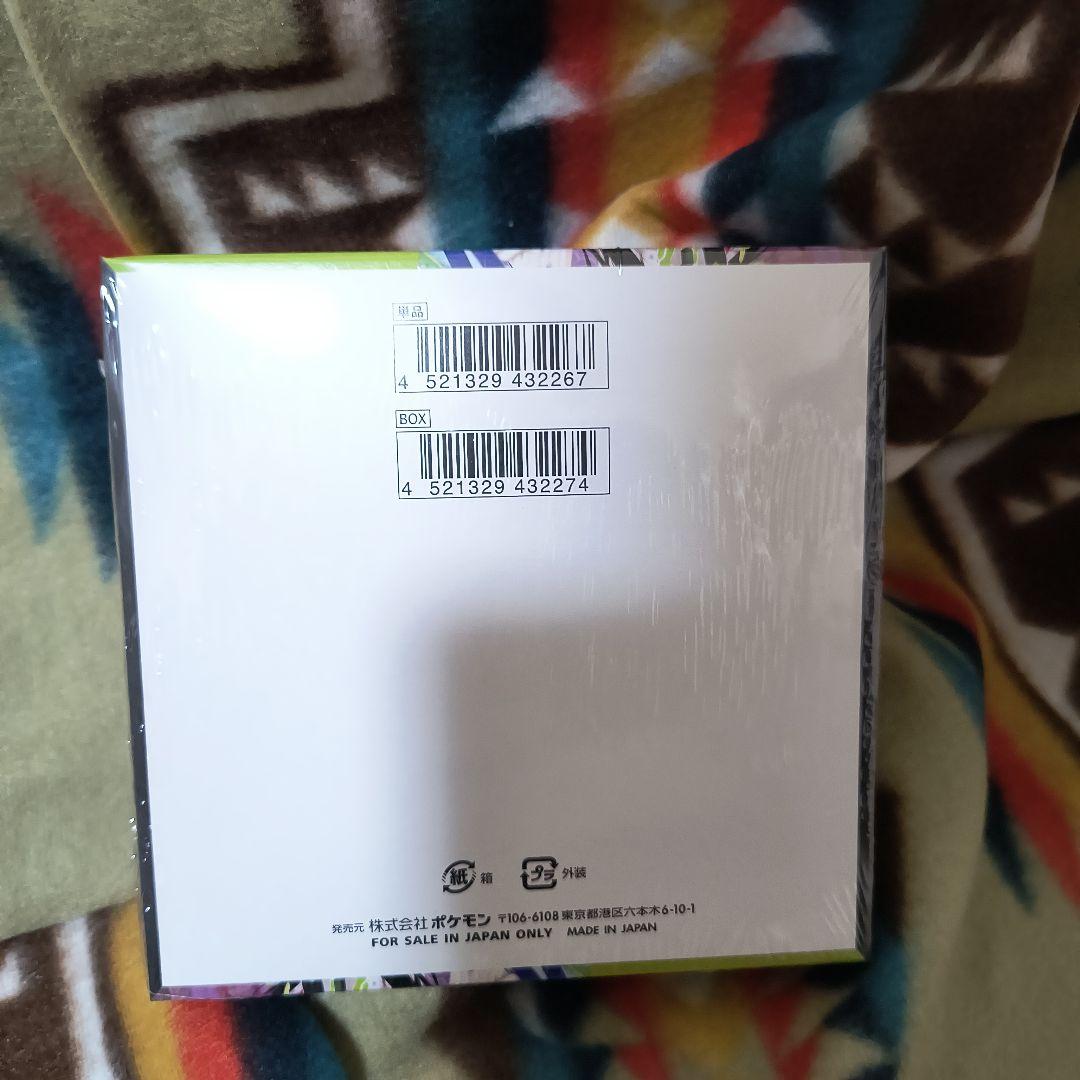 単品
4 521329 432267
BOX
4 521329 432274
紙 箱 プラ 外装
発売元 株式会社 ポケモン 〒106-6108 東京都港区六本木6-10-1
FOR SALE IN JAPAN ONLY MADE IN JAPAN